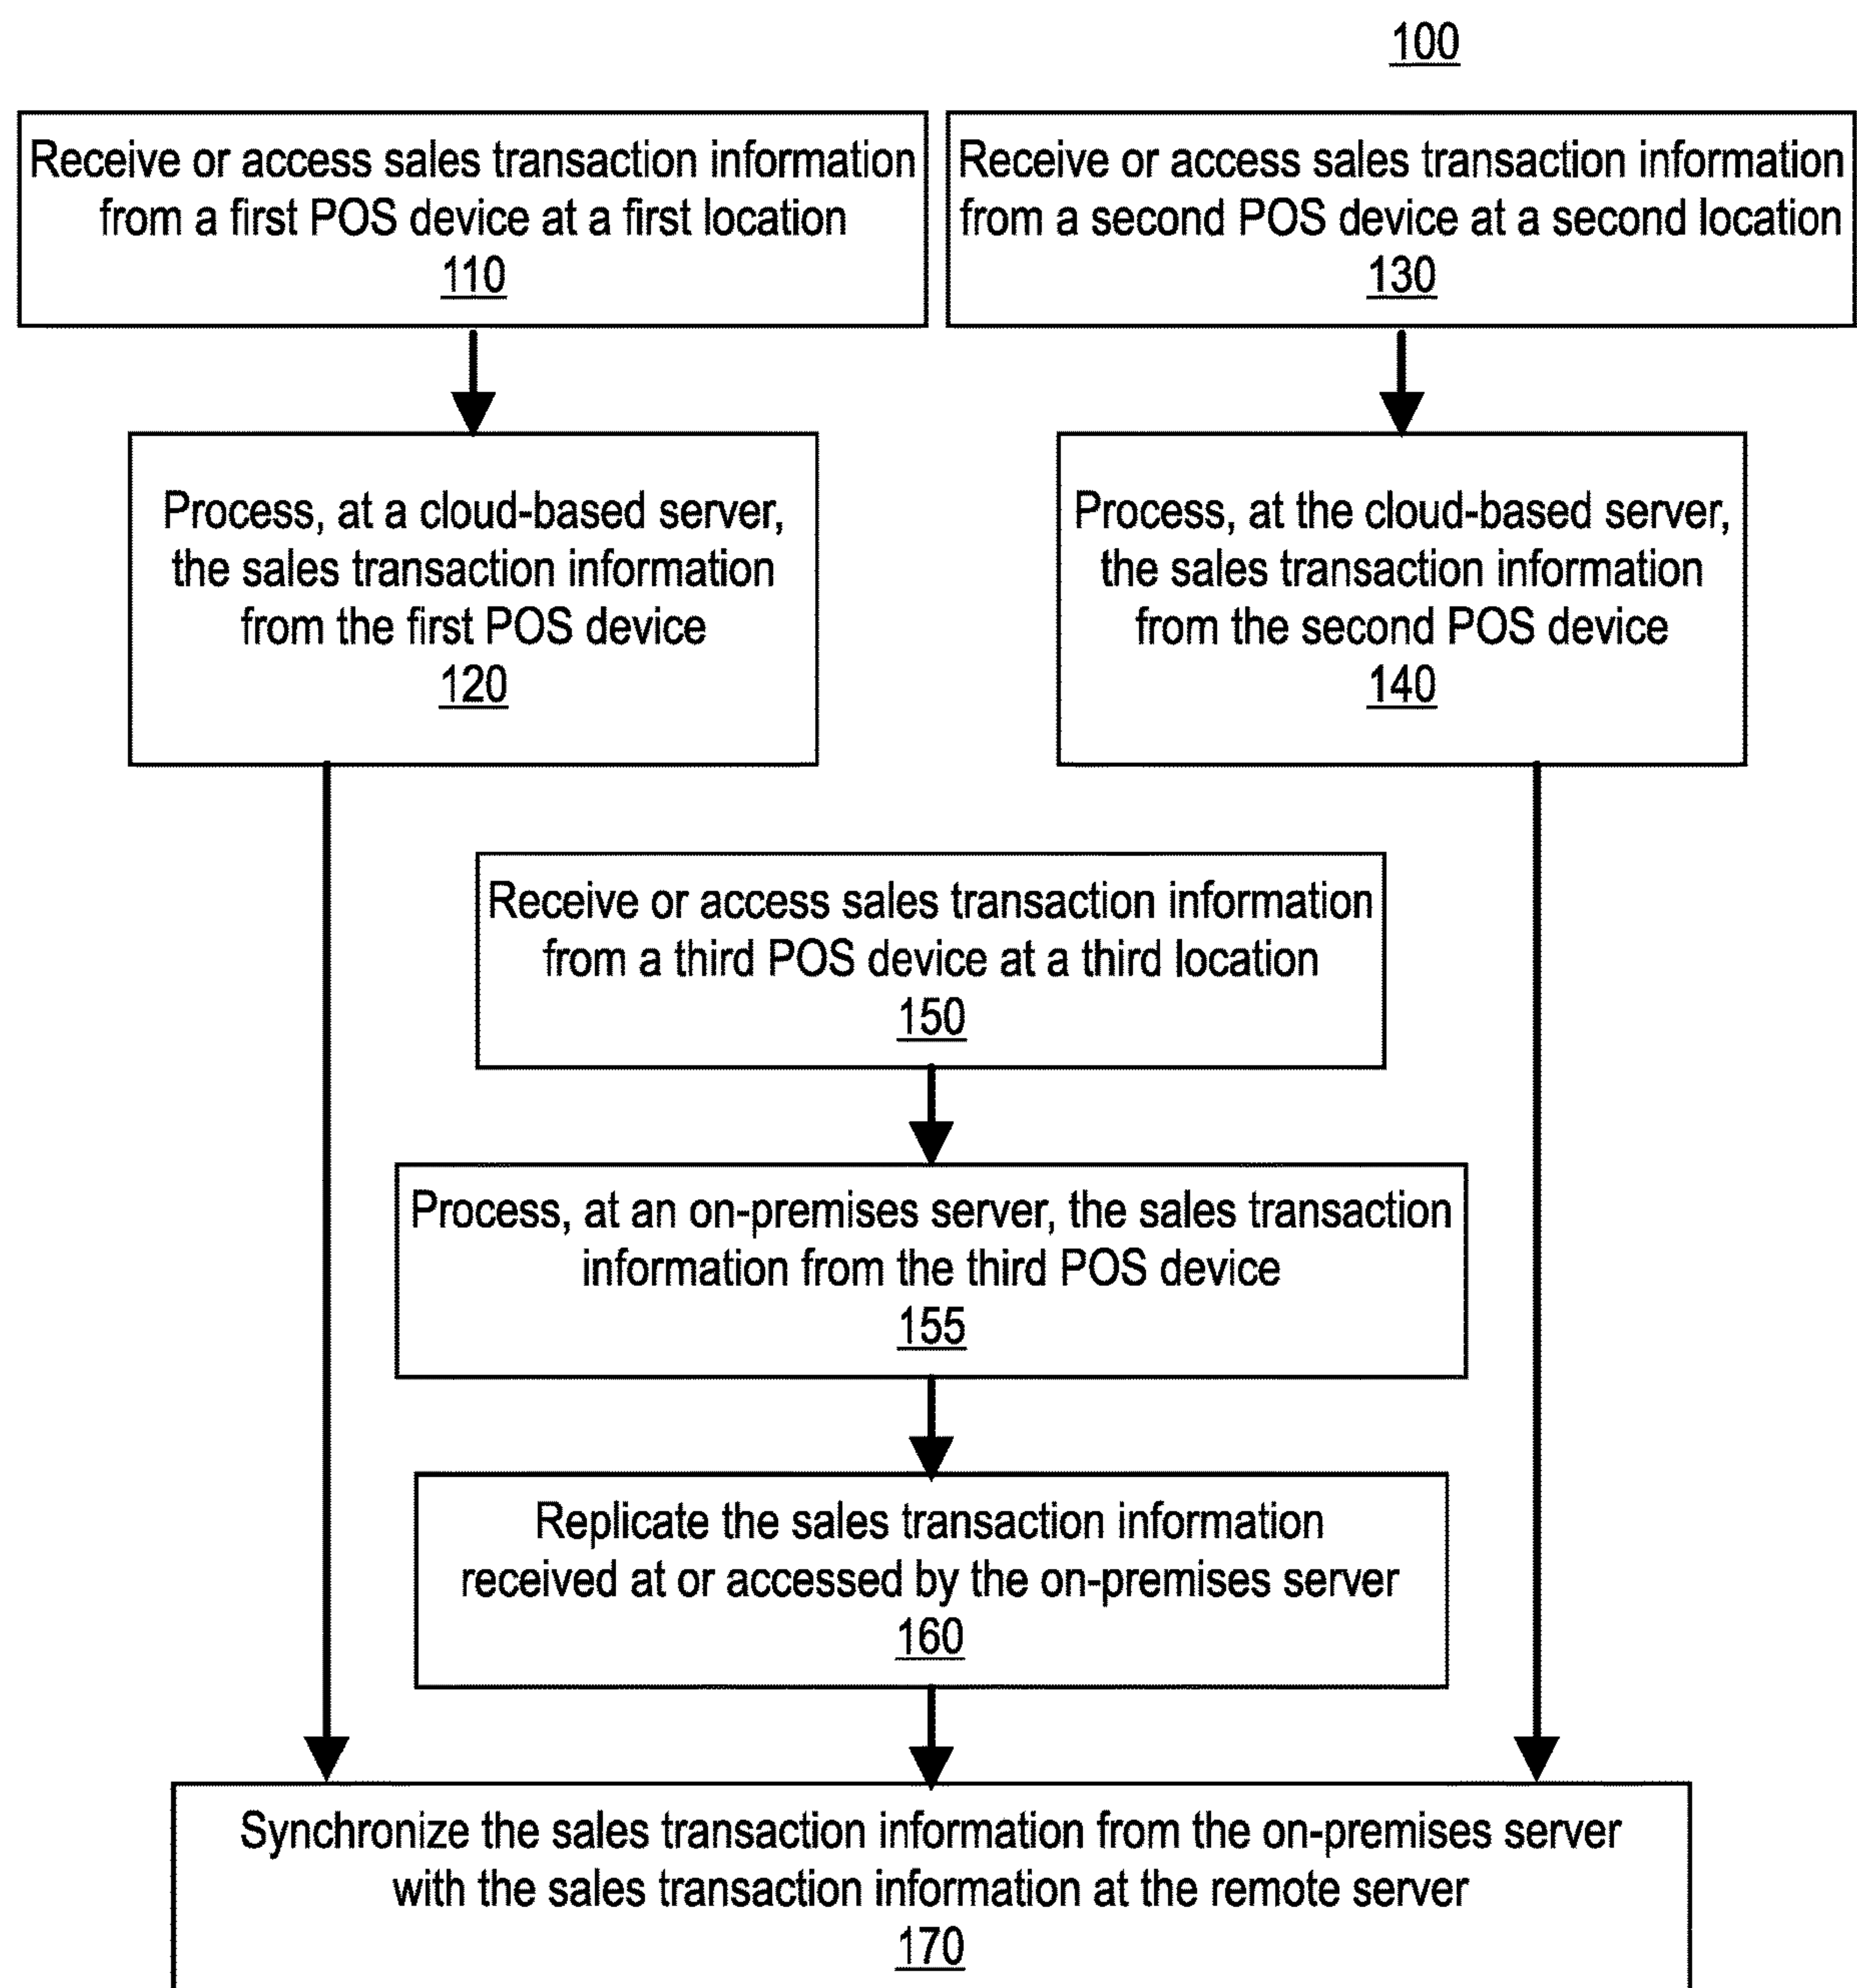 100
Receive or access sales transaction information
from a first POS device at a first location
110
Receive or access sales transaction information
from a second POS device at a second location
130
Process, at a cloud-based server,
the sales transaction information
from the first POS device
120
Process, at the cloud-based server,
the sales transaction information
from the second POS device
140
Receive or access sales transaction information
from a third POS device at a third location
150
Process, at an on-premises server, the sales transaction
information from the third POS device
155
Replicate the sales transaction information
received at or accessed by the on-premises server
160
Synchronize the sales transaction information from the on-premises server
with the sales transaction information at the remote server
170